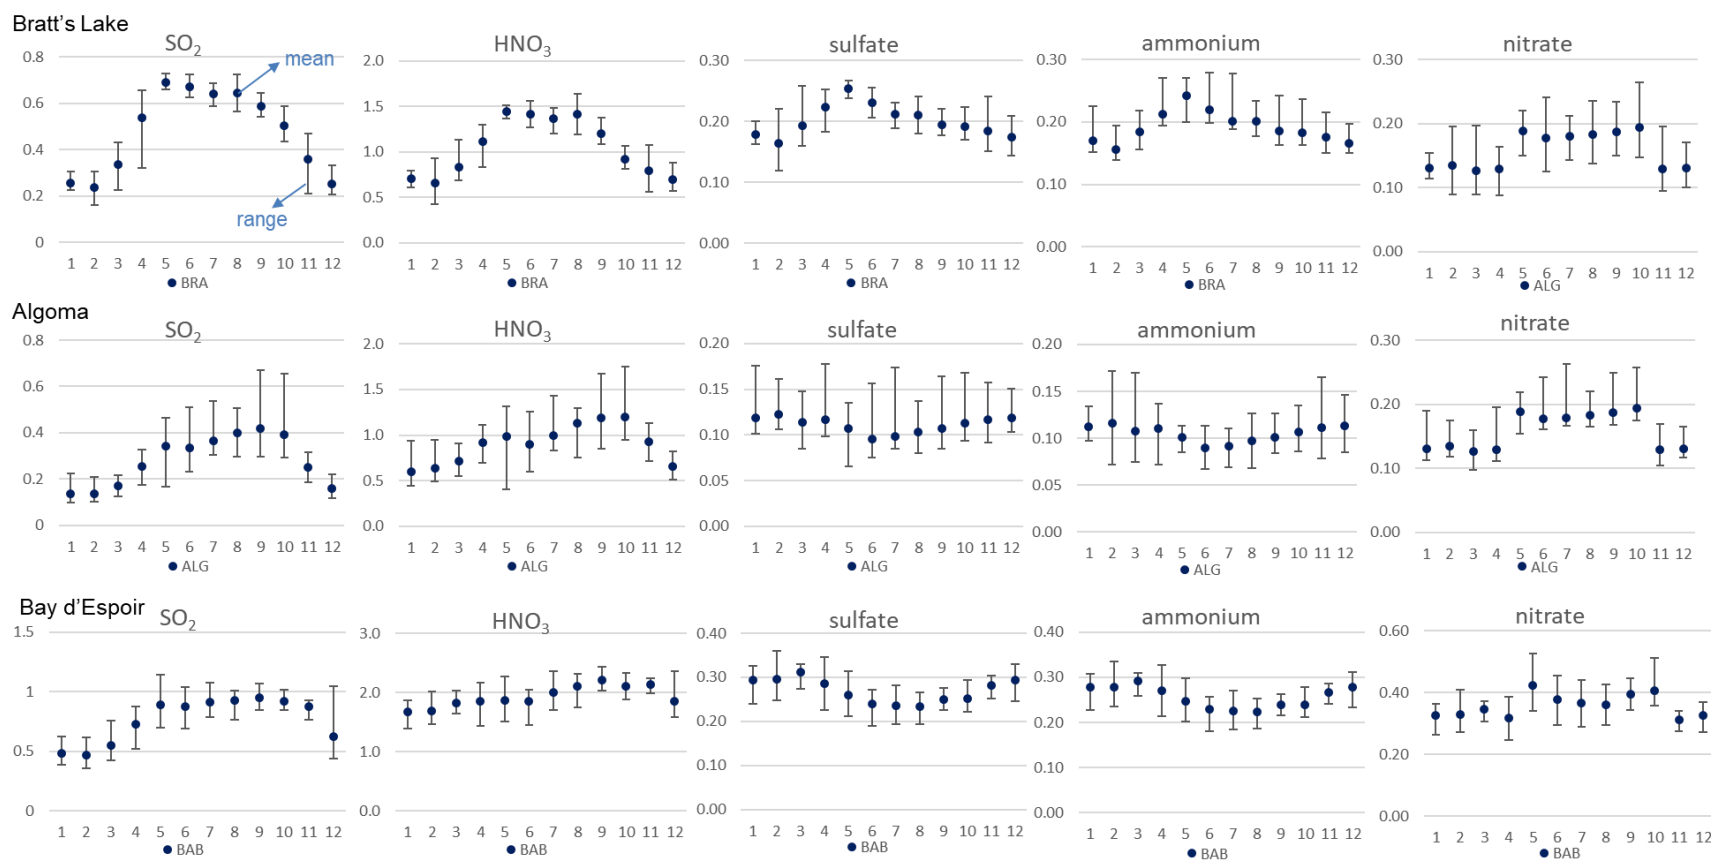 Bratt's Lake
SO2 HNO3 sulfate ammonium nitrate
mean
range
0.8
0.6
0.4
0.2
0
1 2 3 4 5 6 7 8 9 10 11 12
BRA
2.0
1.5
1.0
0.5
0.0
1 2 3 4 5 6 7 8 9 10 11 12
BRA
0.30
0.20
0.10
0.00
1 2 3 4 5 6 7 8 9 10 11 12
BRA
0.30
0.20
0.10
0.00
1 2 3 4 5 6 7 8 9 10 11 12
BRA
0.30
0.20
0.10
0.00
1 2 3 4 5 6 7 8 9 10 11 12
ALG
Algoma
SO2 HNO3 sulfate ammonium nitrate
0.8
0.6
0.4
0.2
0
1 2 3 4 5 6 7 8 9 10 11 12
ALG
2.0
1.5
1.0
0.5
0.0
1 2 3 4 5 6 7 8 9 10 11 12
ALG
0.20
0.15
0.10
0.05
0.00
1 2 3 4 5 6 7 8 9 10 11 12
ALG
0.20
0.15
0.10
0.05
0.00
1 2 3 4 5 6 7 8 9 10 11 12
ALG
0.30
0.20
0.10
0.00
1 2 3 4 5 6 7 8 9 10 11 12
ALG
Bay d'Espoir
SO2 HNO3 sulfate ammonium nitrate
1.5
1
0.5
0
1 2 3 4 5 6 7 8 9 10 11 12
BAB
3.0
2.0
1.0
0.0
1 2 3 4 5 6 7 8 9 10 11 12
BAB
0.40
0.30
0.20
0.10
0.00
1 2 3 4 5 6 7 8 9 10 11 12
BAB
0.40
0.30
0.20
0.10
0.00
1 2 3 4 5 6 7 8 9 10 11 12
BAB
0.60
0.40
0.20
0.00
1 2 3 4 5 6 7 8 9 10 11 12
BAB